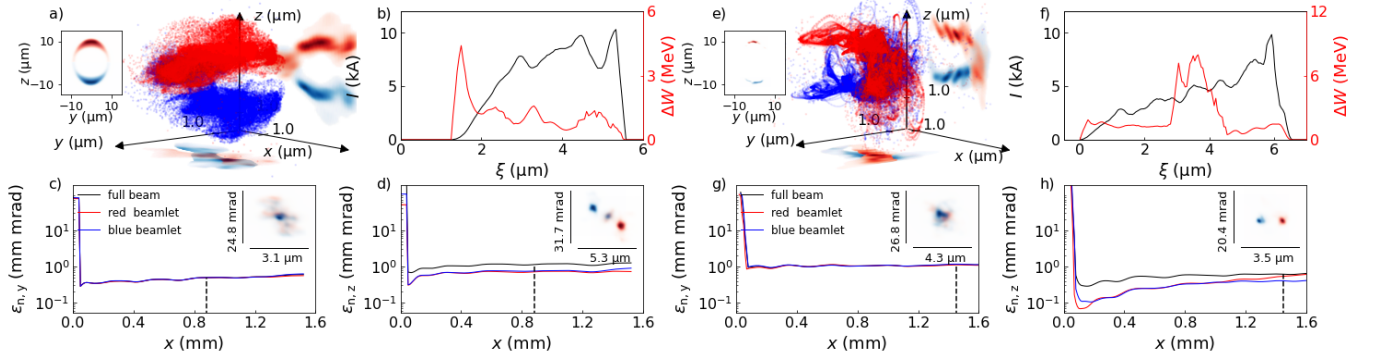 a)
z (μm)
10
−10
z (μm)
−10
10
y (μm)
1.0
1.0
y (μm)
x (μm)
b)
10
5
0
I (kA)
6
3
0
ΔW (MeV)
0
2
4
6
ξ (μm)
e)
z (μm)
10
−10
z (μm)
−10
10
y (μm)
1.0
1.0
1.0
y (μm)
x (μm)
f)
10
5
0
I (kA)
12
6
0
ΔW (MeV)
0
2
4
6
ξ (μm)
c)
full beam
red beamlet
blue beamlet
24.8 mrad
3.1 μm
10¹
10⁰
10⁻¹
εn, y (mm mrad)
0.0
0.4
0.8
1.2
1.6
x (mm)
d)
31.7 mrad
5.3 μm
10¹
10⁰
10⁻¹
εn, z (mm mrad)
0.0
0.4
0.8
1.2
1.6
x (mm)
g)
full beam
red beamlet
blue beamlet
26.8 mrad
4.3 μm
10¹
10⁰
10⁻¹
εn, y (mm mrad)
0.0
0.4
0.8
1.2
1.6
x (mm)
h)
20.4 mrad
3.5 μm
10¹
10⁰
10⁻¹
εn, z (mm mrad)
0.0
0.4
0.8
1.2
1.6
x (mm)